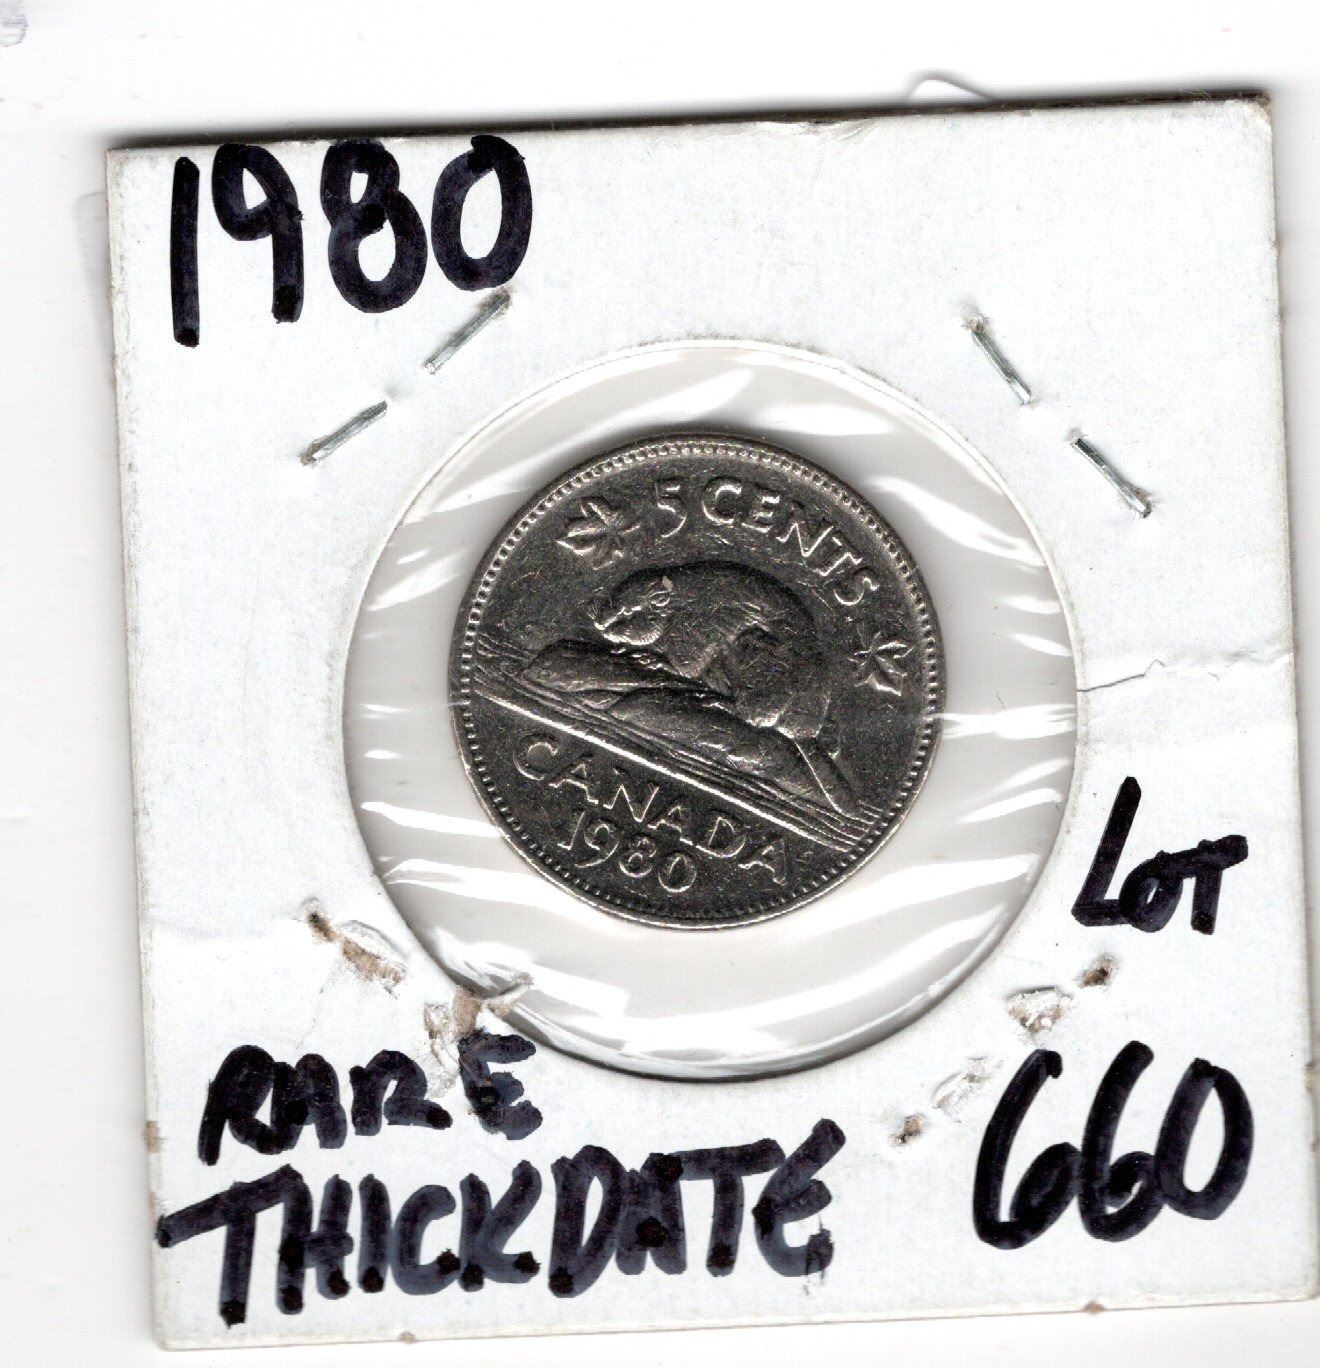 1980
5 CENTS
CANADA
1980
LOT
660
RARE
THICKDATE